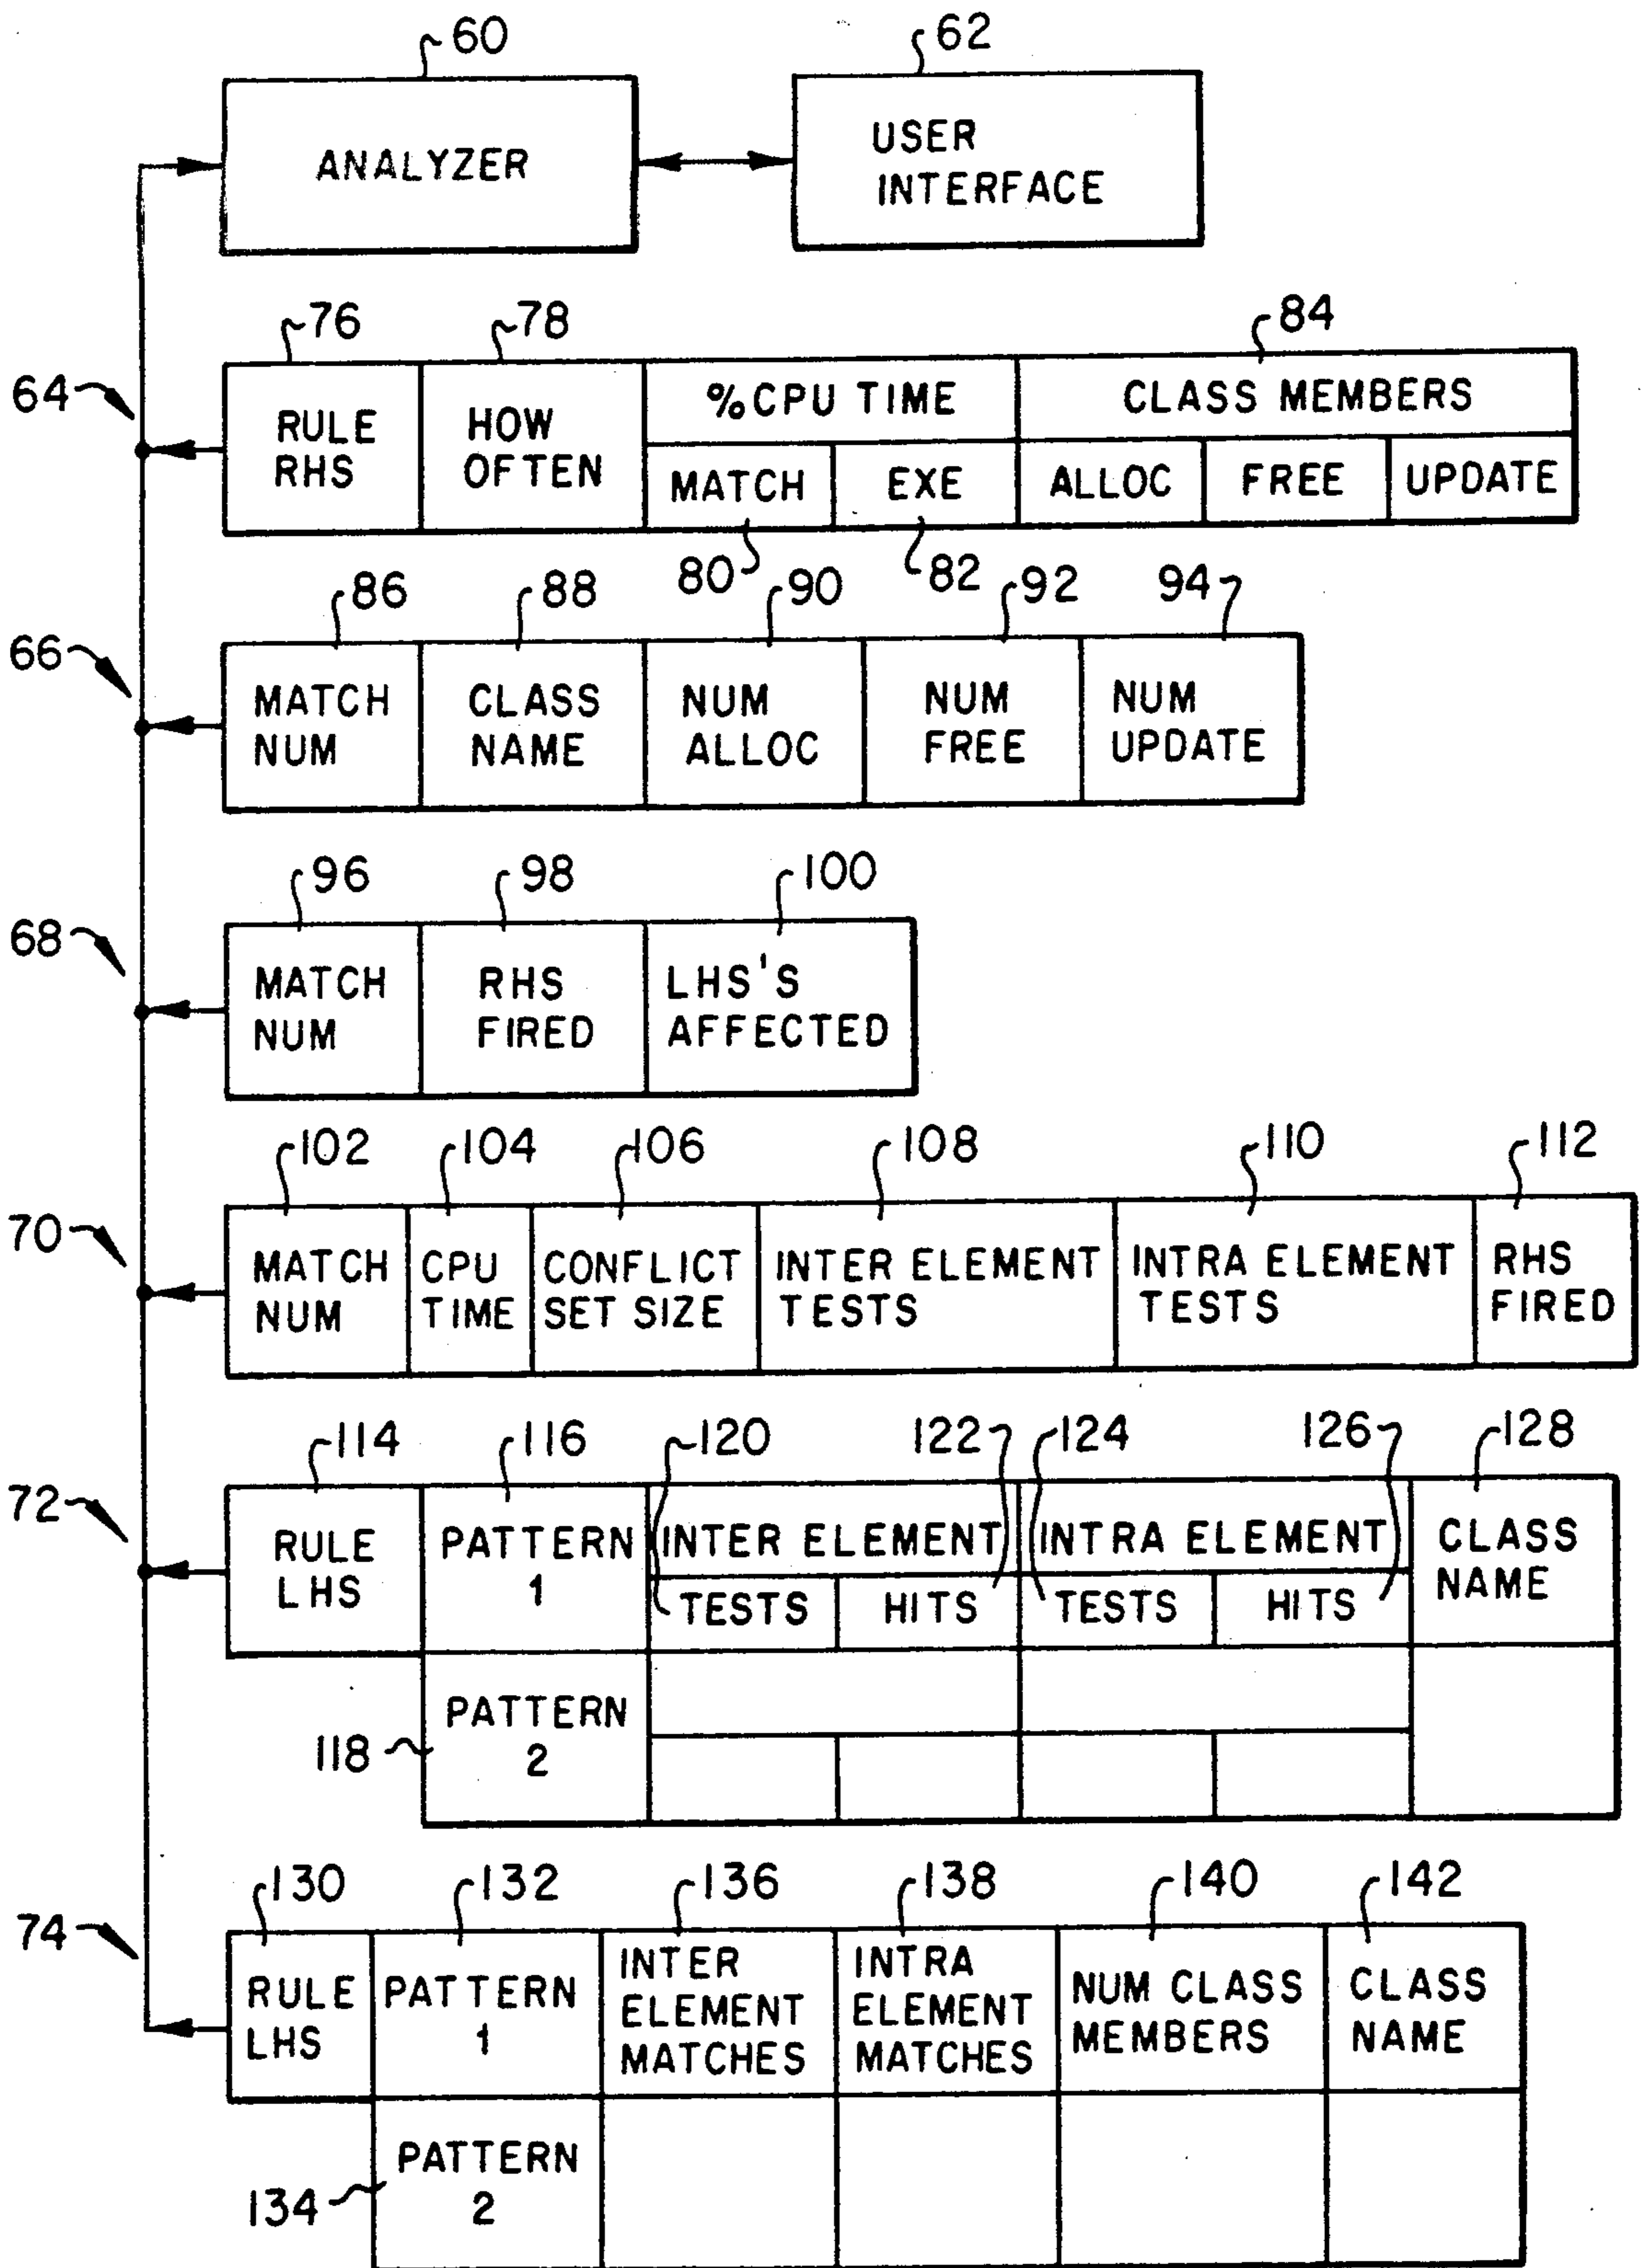 60
62
ANALYZER
USER
INTERFACE
76
78
84
64
RULE
RHS
HOW
OFTEN
%CPU TIME
CLASS MEMBERS
MATCH
EXE
ALLOC
FREE
UPDATE
80
82
86
88
90
92
94
66
MATCH
NUM
CLASS
NAME
NUM
ALLOC
NUM
FREE
NUM
UPDATE
96
98
100
68
MATCH
NUM
RHS
FIRED
LHS'S
AFFECTED
102
104
106
108
110
112
70
MATCH
NUM
CPU
TIME
CONFLICT
SET SIZE
INTER ELEMENT
TESTS
INTRA ELEMENT
TESTS
RHS
FIRED
114
116
120
122
124
126
128
72
RULE
LHS
PATTERN
1
INTER ELEMENT
TESTS
HITS
INTRA ELEMENT
TESTS
HITS
CLASS
NAME
118
PATTERN
2
130
132
136
138
140
142
74
RULE
LHS
PATTERN
1
INTER
ELEMENT
MATCHES
INTRA
ELEMENT
MATCHES
NUM CLASS
MEMBERS
CLASS
NAME
134
PATTERN
2